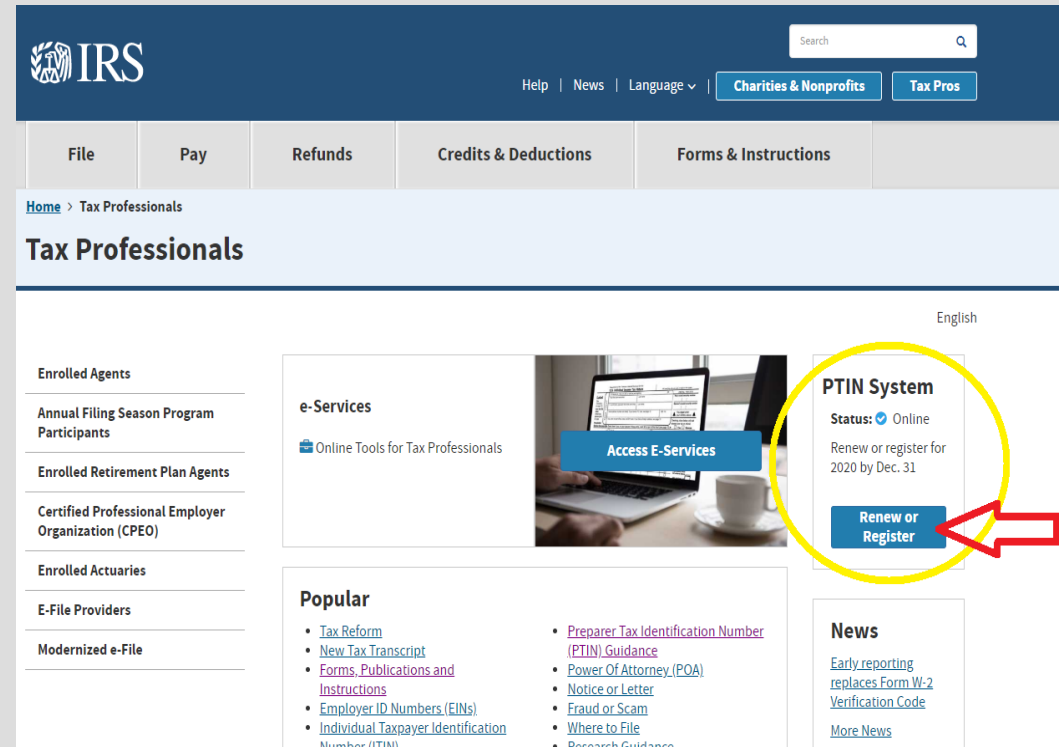 IRS
Search
Help | News | Language |
Charities & Nonprofits
Tax Pros
File
Pay
Refunds
Credits & Deductions
Forms & Instructions
Home > Tax Professionals
Tax Professionals
English
Enrolled Agents
Annual Filing Season Program
Participants
Enrolled Retirement Plan Agents
Certified Professional Employer
Organization (CPEO)
Enrolled Actuaries
E-File Providers
Modernized e-File
e-Services
Online Tools for Tax Professionals
Access E-Services
PTIN System
Status: Online
Renew or register for
2020 by Dec. 31
Renew or
Register
Popular
• Tax Reform
• New Tax Transcript
• Forms, Publications and
Instructions
• Employer ID Numbers (EINs)
• Individual Taxpayer Identification
Number (ITIN)
• Preparer Tax Identification Number
(PTIN) Guidance
• Power Of Attorney (POA)
• Notice or Letter
• Fraud or Scam
• Where to File
• Research Guidance
News
Early reporting
replaces Form W-2
Verification Code
More News